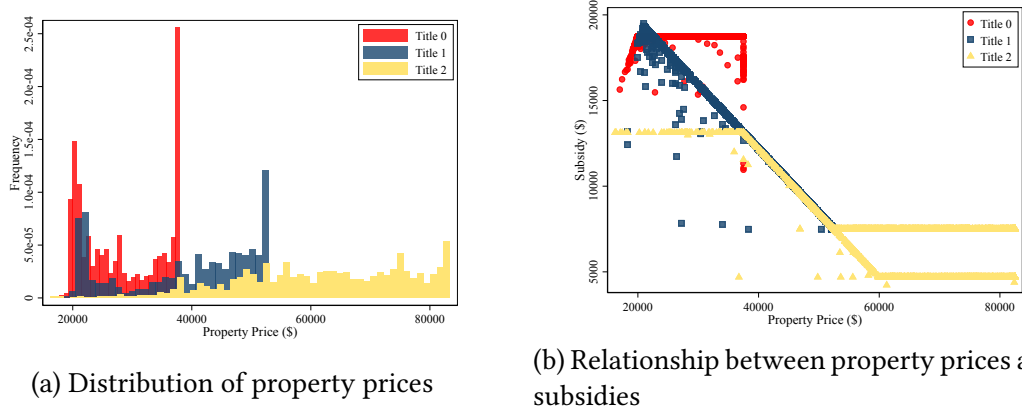 2.5e-04
2.0e-04
1.5e-04
1.0e-04
5.0e-05
0
Frequency
Title 0
Title 1
Title 2
20000 40000 60000 80000
Property Price ($)
(a) Distribution of property prices
20000
15000
10000
5000
Subsidy ($)
Title 0
Title 1
Title 2
20000 40000 60000 80000
Property Price ($)
(b) Relationship between property prices a
subsidies